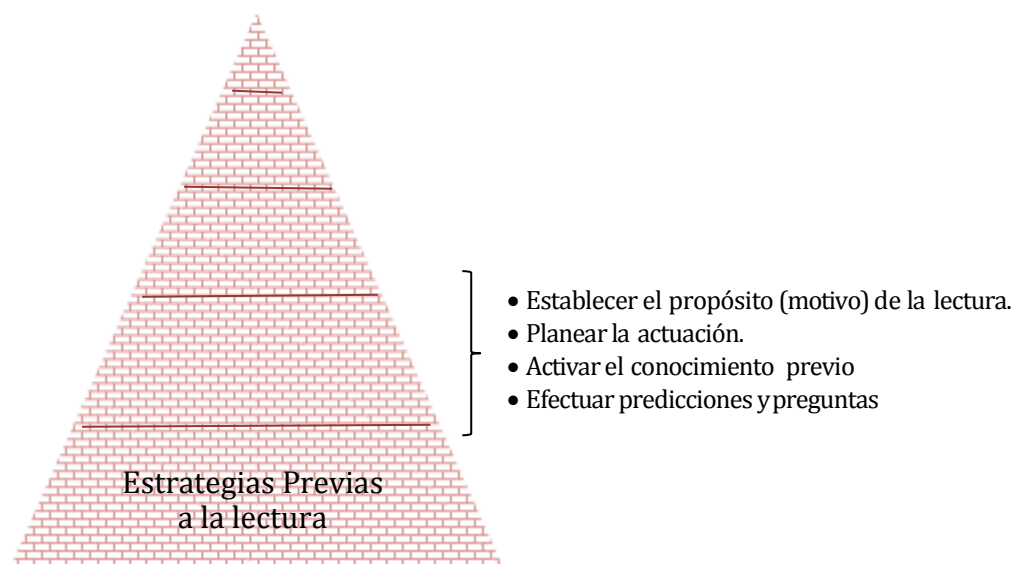 Estrategias Previas
a la lectura
• Establecer el propósito (motivo) de la lectura.
• Planear la actuación.
• Activar el conocimiento previo
• Efectuar predicciones y preguntas